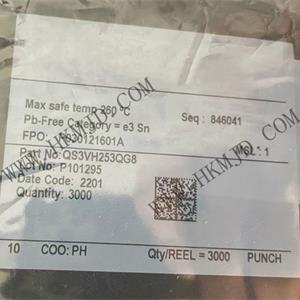 Max safe temp 260 °C
Pb-Free Category = e3 Sn
Seq : 846041
MSL : 1
Part No: QS3VH253QG8
Lot No: P101295
Date Code: 2201
Quantity: 3000
10 COO: PH Qty/REEL = 3000 PUNCH
WWW.HKMJD.COM
WWW.HKMJD.COM